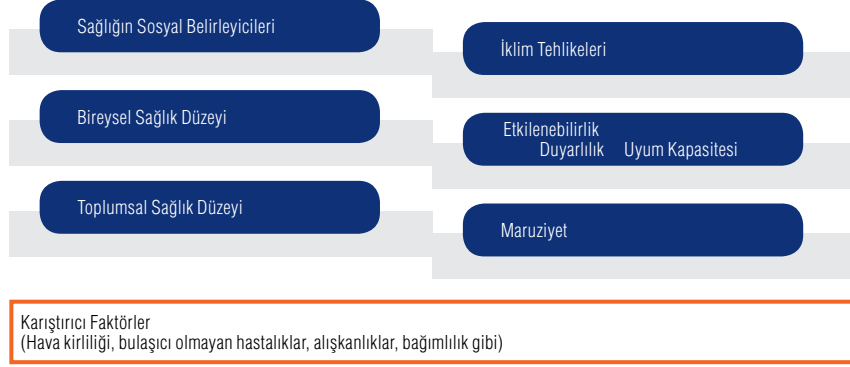 Sağlığın Sosyal Belirleyicileri
Bireysel Sağlık Düzeyi
Toplumsal Sağlık Düzeyi
İklim Tehlikeleri
Etkilenebilirlik
Duyarlılık Uyum Kapasitesi
Maruziyet
Karıştırıcı Faktörler
(Hava kirliliği, bulaşıcı olmayan hastalıklar, alışkanlıklar, bağımlılık gibi)